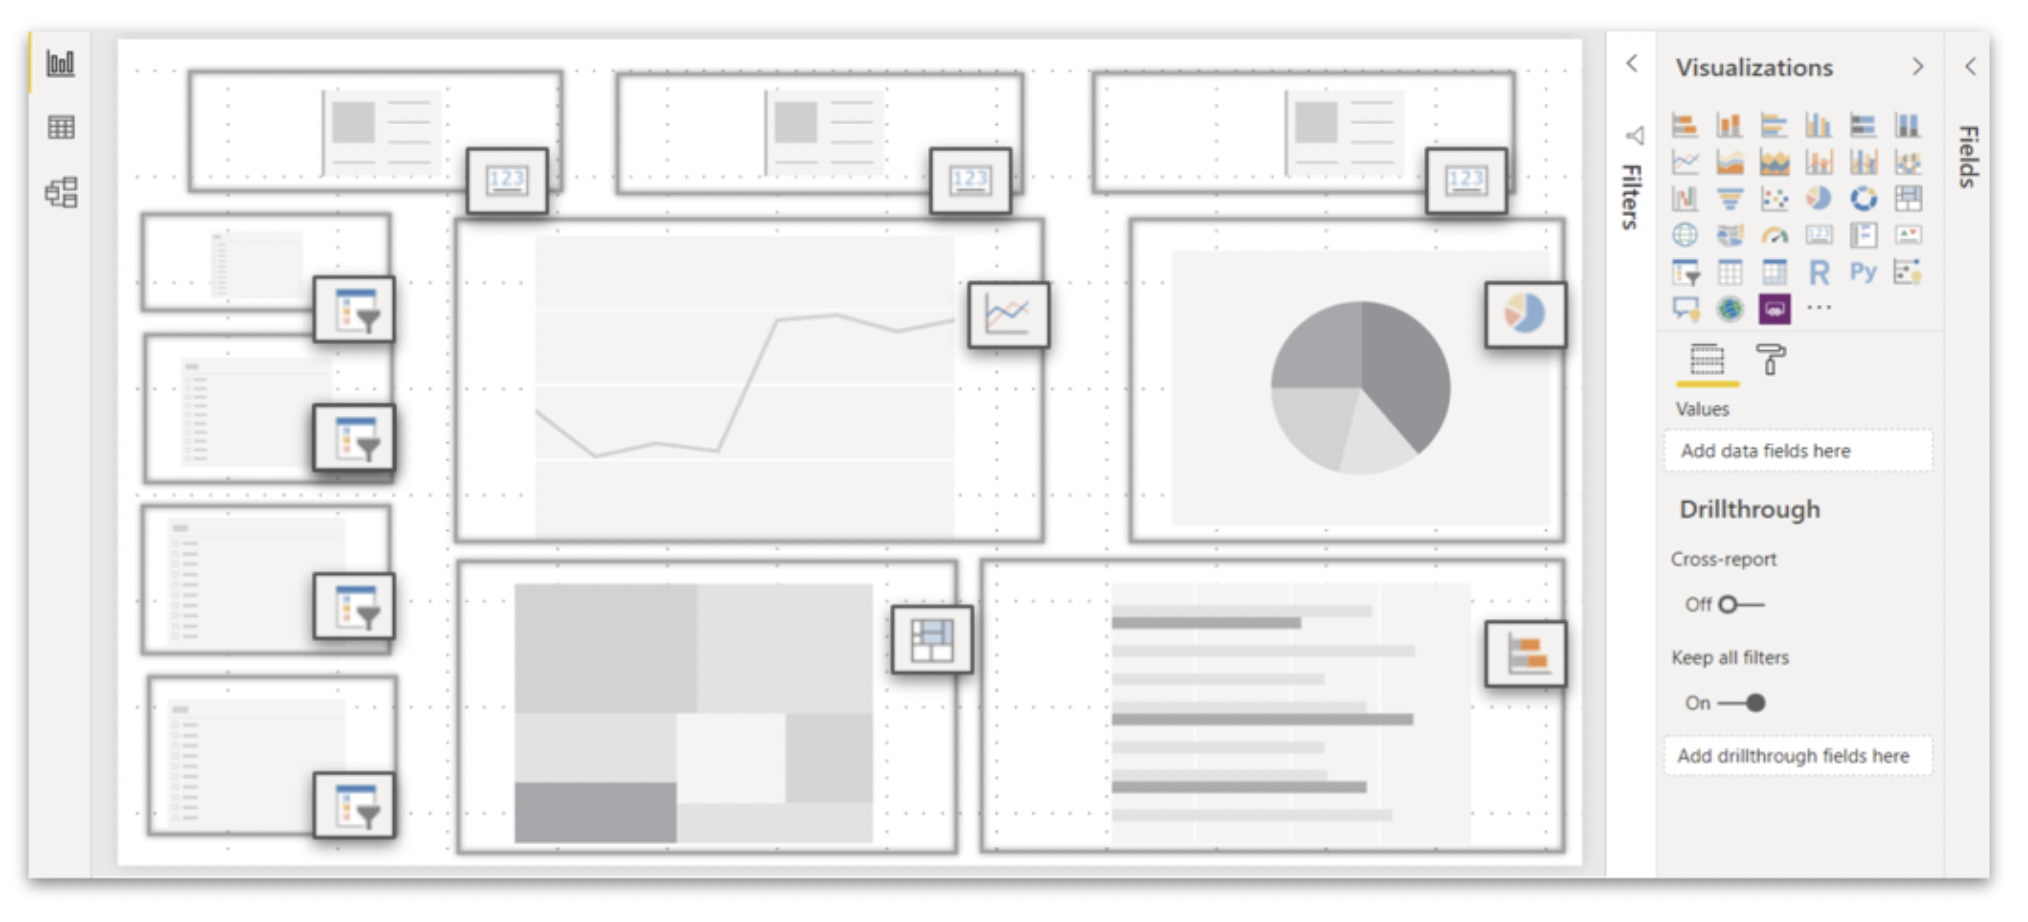 123
123
123
Filters
Visualizations
123
R
Py
Values
Add data fields here
Drillthrough
Cross-report
Off
Keep all filters
On
Add drillthrough fields here
Fields